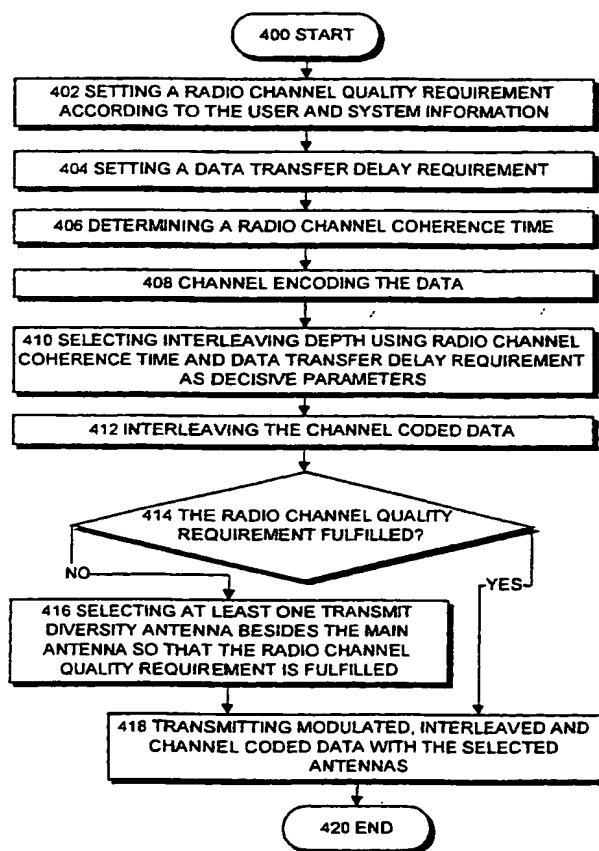 400 START
402 SETTING A RADIO CHANNEL QUALITY REQUIREMENT
ACCORDING TO THE USER AND SYSTEM INFORMATION
404 SETTING A DATA TRANSFER DELAY REQUIREMENT
406 DETERMINING A RADIO CHANNEL COHERENCE TIME
408 CHANNEL ENCODING THE DATA
410 SELECTING INTERLEAVING DEPTH USING RADIO CHANNEL
COHERENCE TIME AND DATA TRANSFER DELAY REQUIREMENT
AS DECISIVE PARAMETERS
412 INTERLEAVING THE CHANNEL CODED DATA
414 THE RADIO CHANNEL QUALITY
REQUIREMENT FULFILLED?
NO
YES
416 SELECTING AT LEAST ONE TRANSMIT
DIVERSITY ANTENNA BESIDES THE MAIN
ANTENNA SO THAT THE RADIO CHANNEL
QUALITY REQUIREMENT IS FULFILLED
418 TRANSMITTING MODULATED, INTERLEAVED AND
CHANNEL CODED DATA WITH THE SELECTED
ANTENNAS
420 END